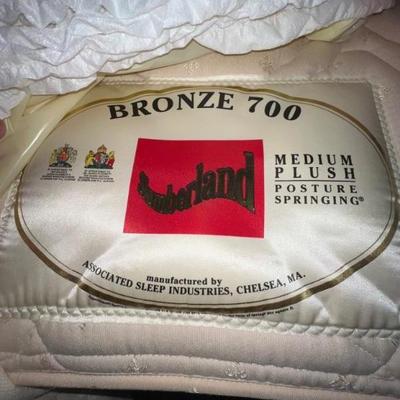 BRONZE 700
Slumberland
MEDIUM
PLUSH
POSTURE
SPRINGING®
manufactured by
ASSOCIATED SLEEP INDUSTRIES, CHELSEA, MA.